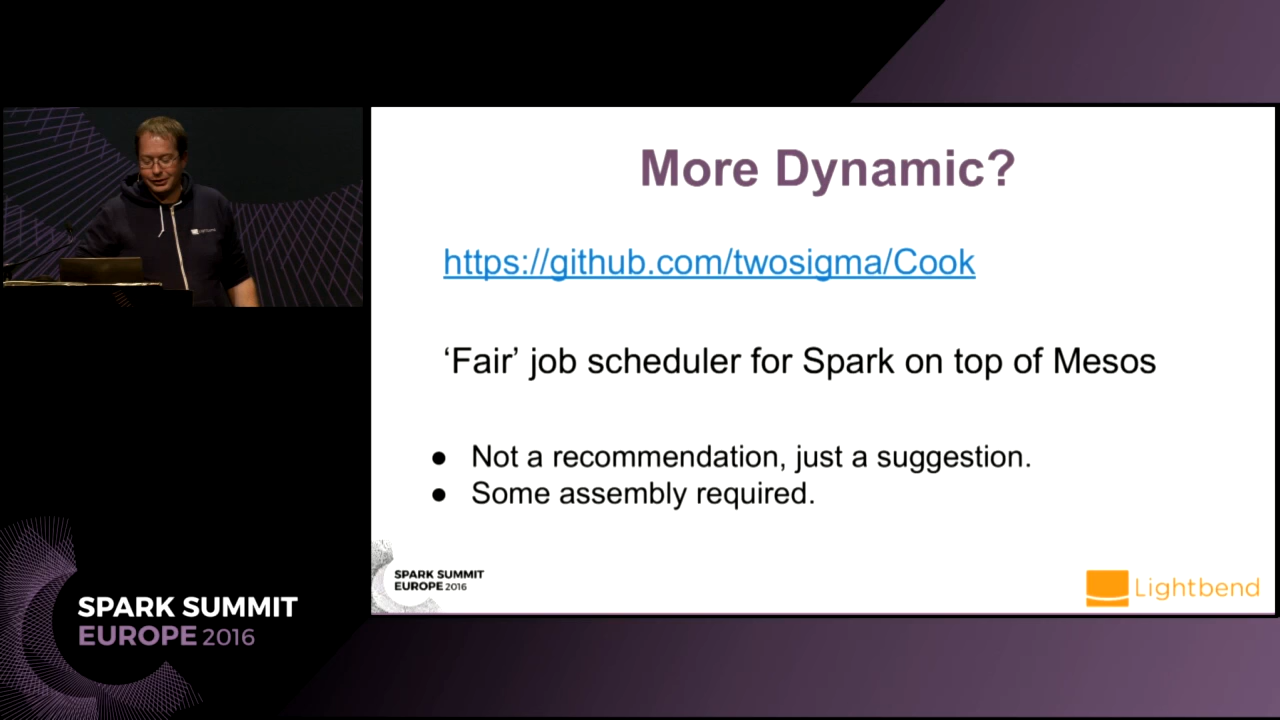 More Dynamic?
https://github.com/twosigma/Cook
‘Fair’ job scheduler for Spark on top of Mesos
● Not a recommendation, just a suggestion.
● Some assembly required.
SPARK SUMMIT
EUROPE 2016
Lightbend
SPARK SUMMIT
EUROPE 2016